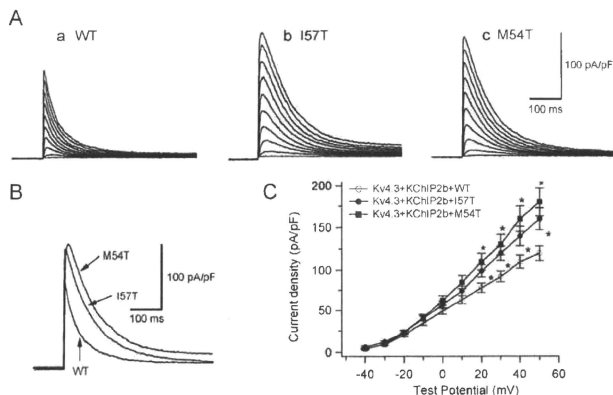 A
a WT
b I57T
c M54T
100 pA/pF
100 ms
B
M54T
I57T
WT
100 pA/pF
100 ms
C
Kv4.3+KChIP2b+WT
Kv4.3+KChIP2b+I57T
Kv4.3+KChIP2b+M54T
Current density (pA/pF)
200
150
100
50
0
-40
-20
0
20
40
60
Test Potential (mV)
* * * *
* * * *